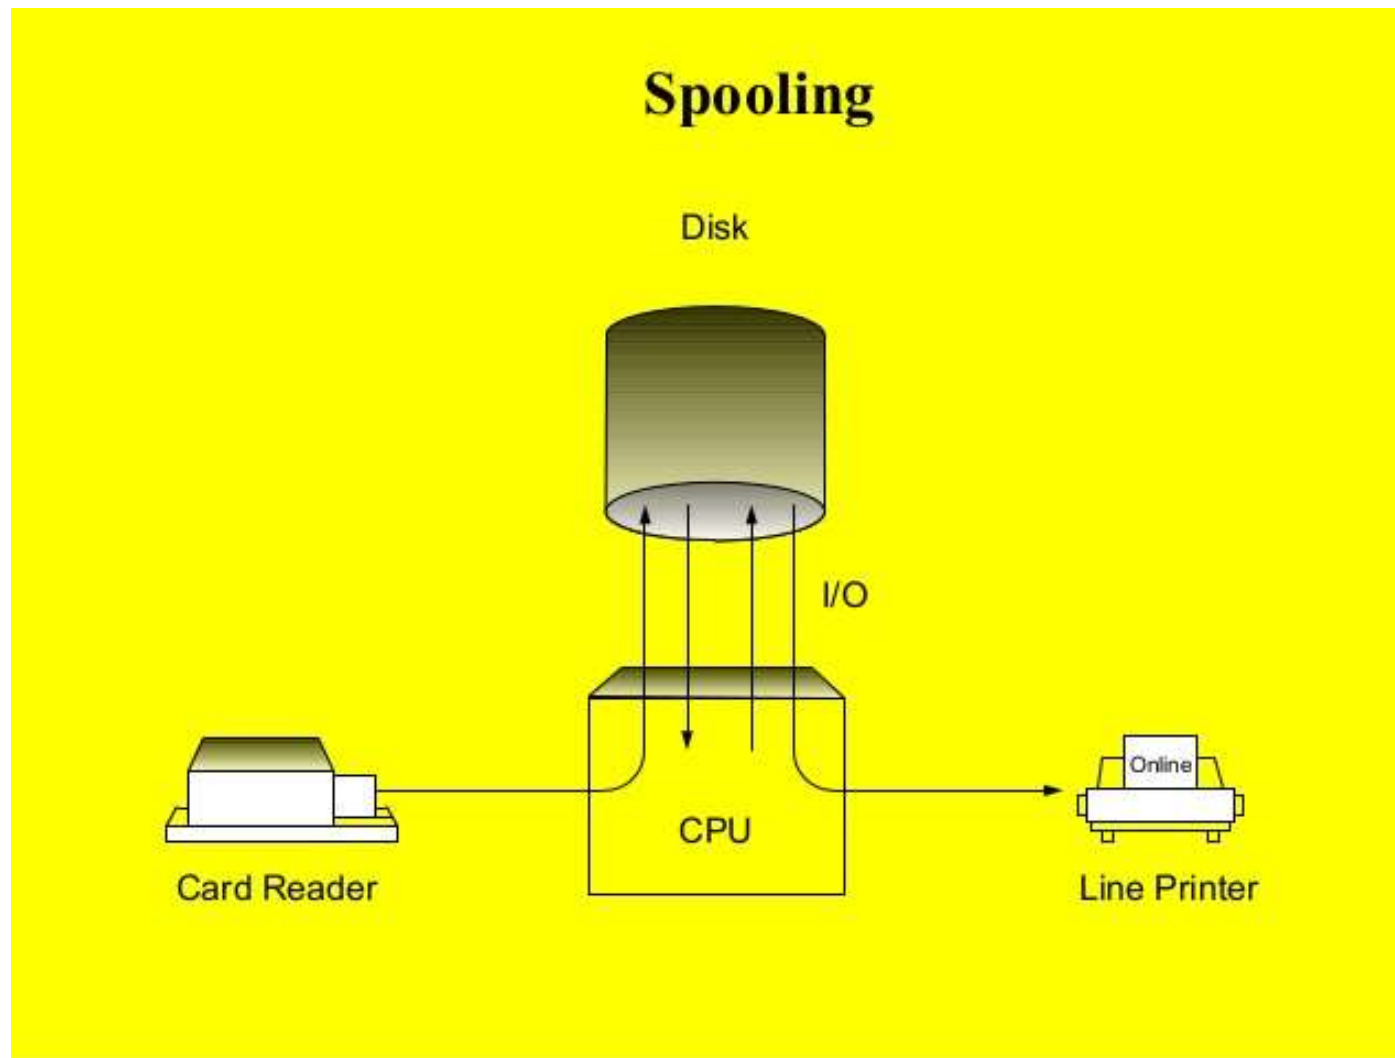 Spooling
Disk
I/O
Online
CPU
Card Reader
Line Printer